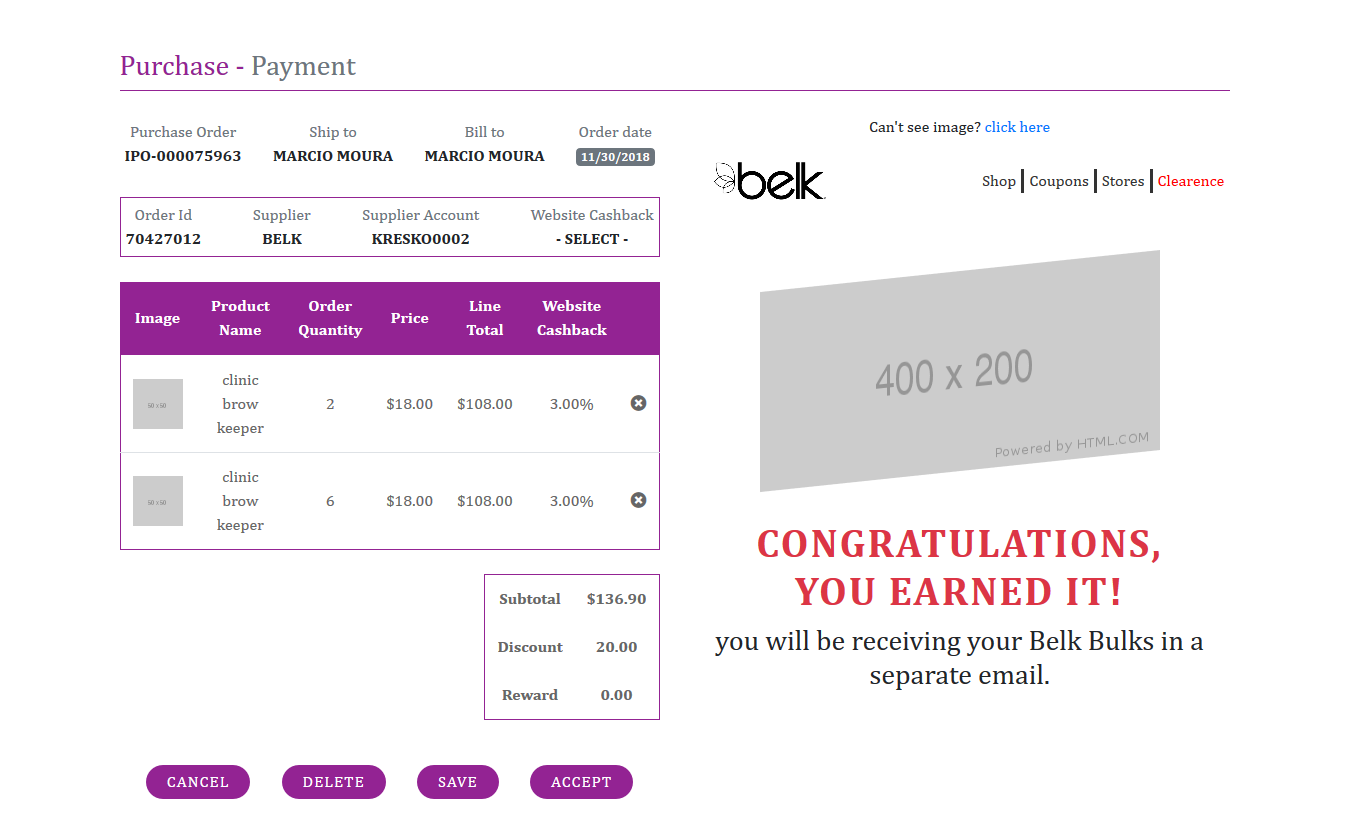 Purchase - Payment
Purchase Order Ship to Bill to Order date
IPO-000075963 MARCIO MOURA MARCIO MOURA 11/30/2018
Order Id Supplier Supplier Account Website Cashback
70427012 BELK KRESKO0002 - SELECT -
Image Product Name Order Quantity Price Line Total Website Cashback
50 x 50 clinic brow keeper 2 $18.00 $108.00 3.00%
50 x 50 clinic brow keeper 6 $18.00 $108.00 3.00%
Subtotal $136.90
Discount 20.00
Reward 0.00
CANCEL DELETE SAVE ACCEPT
Can't see image? click here
belk
Shop Coupons Stores Clearence
400 x 200
Powered by HTML.COM
CONGRATULATIONS,
YOU EARNED IT!
you will be receiving your Belk Bulks in a
separate email.